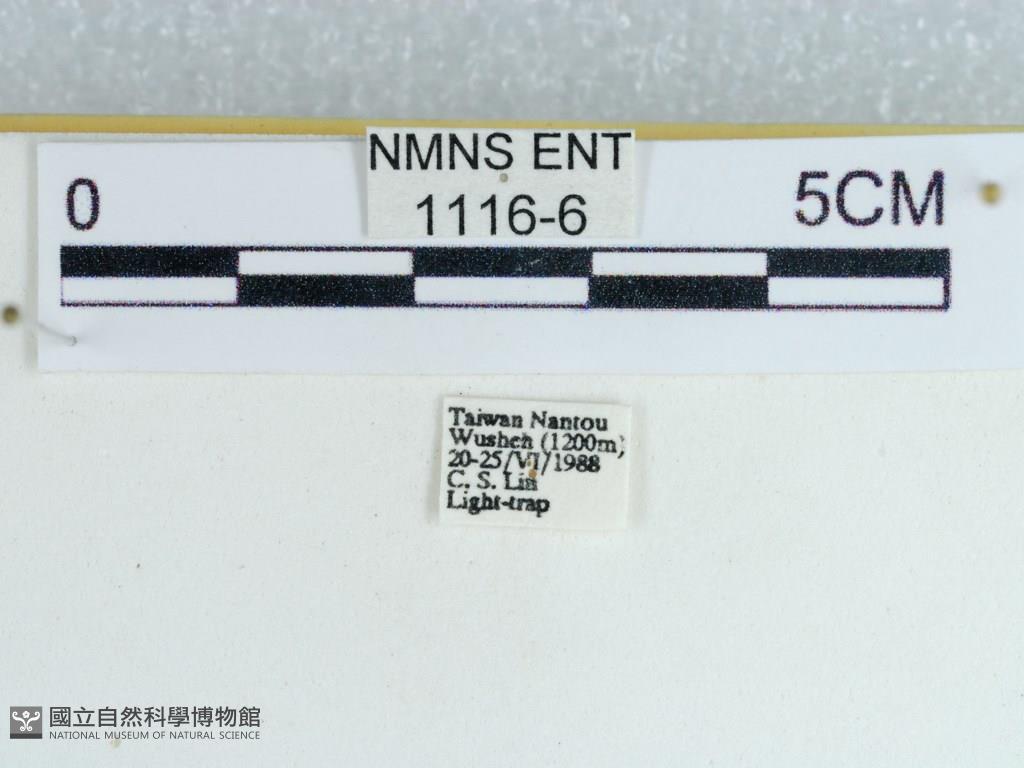 NMNS ENT
1116-6
0 5CM
Taiwan Nantou
Wusheh (1200m)
20-25/VI/1988
C. S. Lin
Light-trap
國立自然科學博物館
NATIONAL MUSEUM OF NATURAL SCIENCE